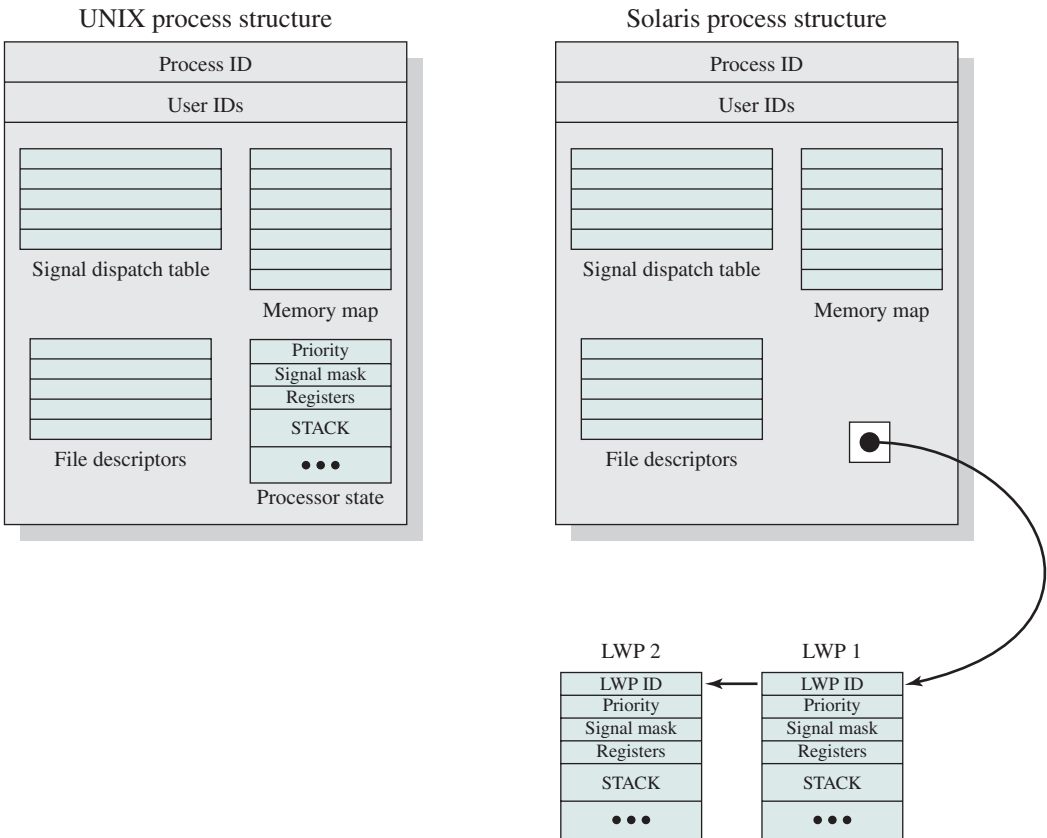 UNIX process structure
Process ID
User IDs
Signal dispatch table
Memory map
File descriptors
Priority
Signal mask
Registers
STACK
•••
Processor state
Solaris process structure
Process ID
User IDs
Signal dispatch table
Memory map
File descriptors
LWP 2
LWP ID
Priority
Signal mask
Registers
STACK
•••
LWP 1
LWP ID
Priority
Signal mask
Registers
STACK
•••